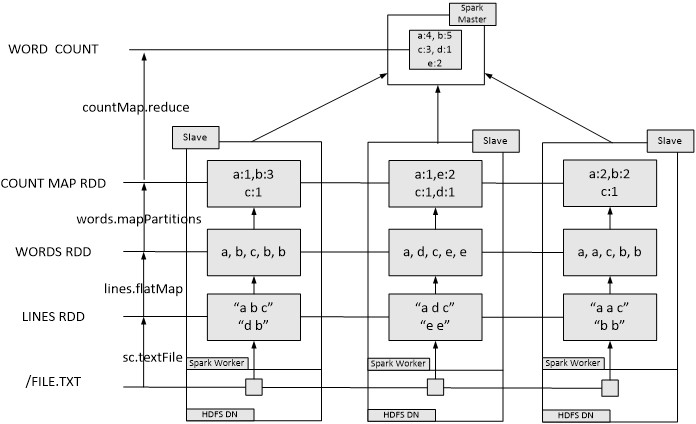 Spark
Master
WORD COUNT
a:4, b:5
c:3, d:1
e:2
countMap.reduce
Slave
Slave
Slave
COUNT MAP RDD
a:1,b:3
c:1
a:1,e:2
c:1,d:1
a:2,b:2
c:1
words.mapPartitions
WORDS RDD
a, b, c, b, b
a, d, c, e, e
a, a, c, b, b
lines.flatMap
LINES RDD
“a b c”
“d b”
“a d c”
“e e”
“a a c”
“b b”
sc.textFile
Spark Worker
Spark Worker
Spark Worker
/FILE.TXT
HDFS DN
HDFS DN
HDFS DN